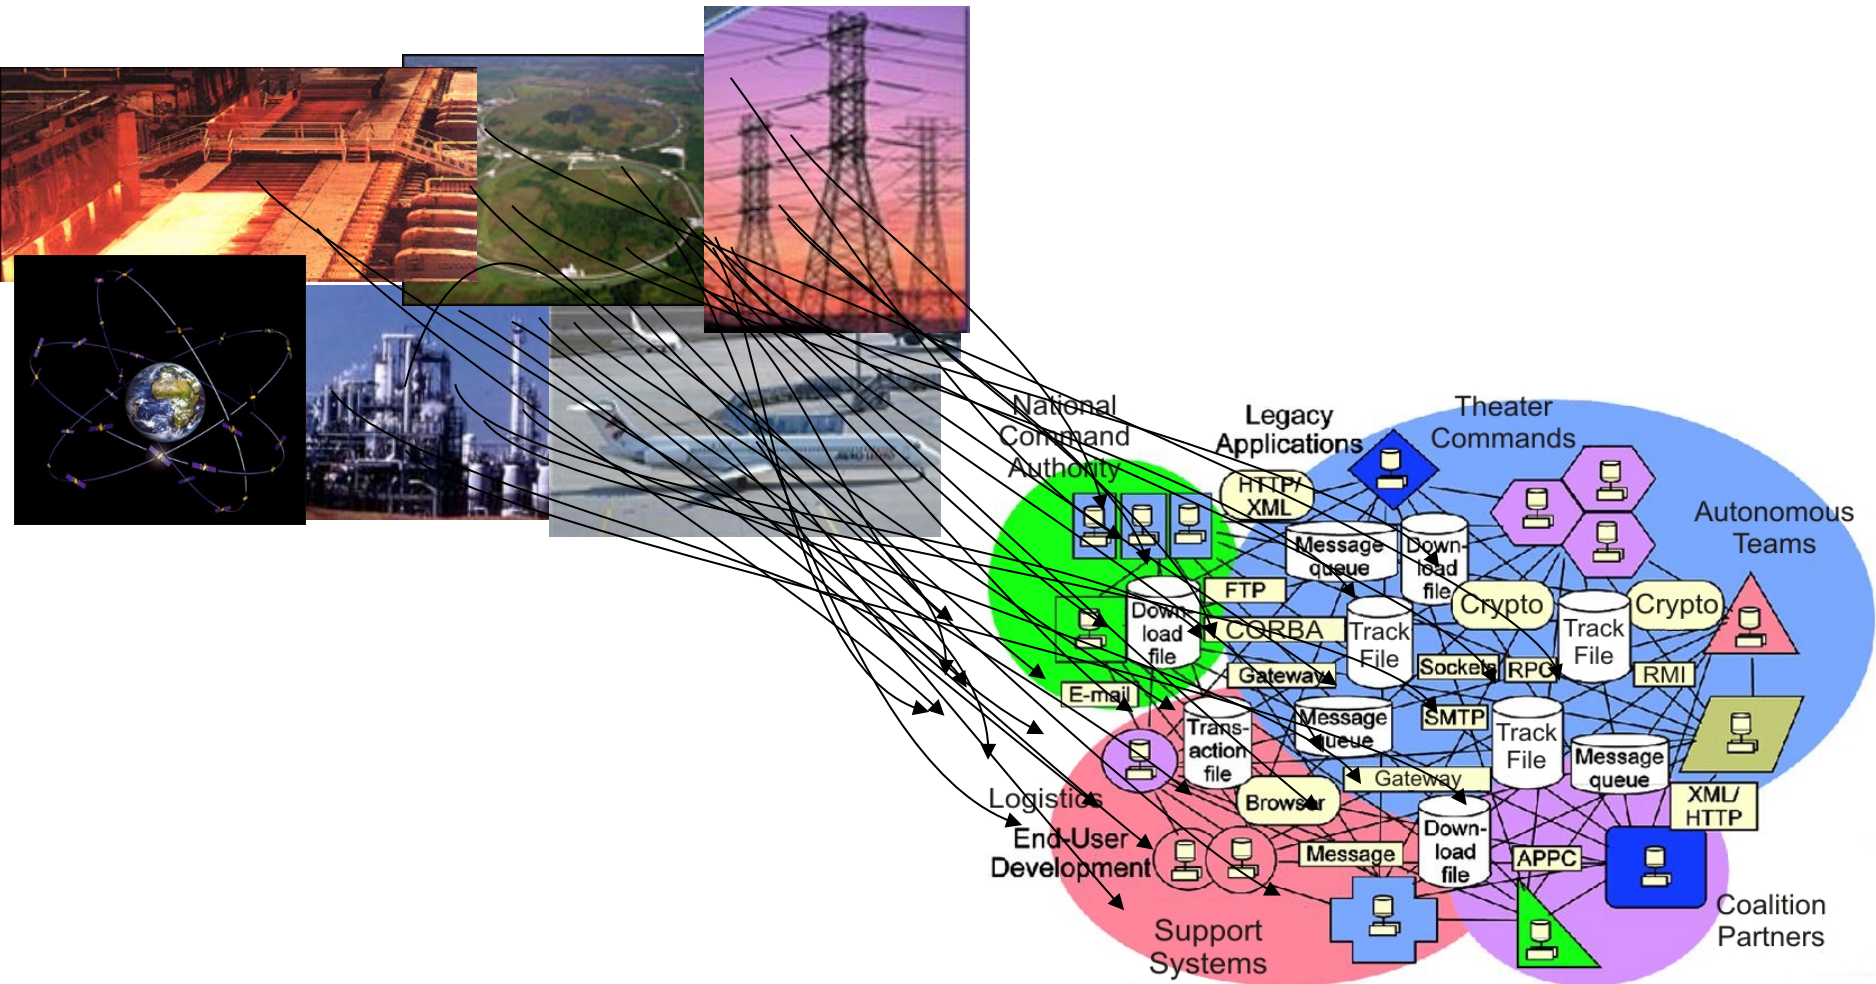 National
Command
Authority
Legacy
Applications
Theater
Commands
Autonomous
Teams
HTTP/
XML
Message
queue
Down-
load
file
FTP
Crypto
Crypto
Down-
load
file
CORBA
Track
File
Track
File
Gateway
Sockets
RPC
RMI
E-mail
Trans-
action
file
Message
queue
SMTP
Track
File
Message
queue
Gateway
Logistics
Browser
XML/
HTTP
End-User
Development
Message
Down-
load
file
APPC
Support
Systems
Coalition
Partners